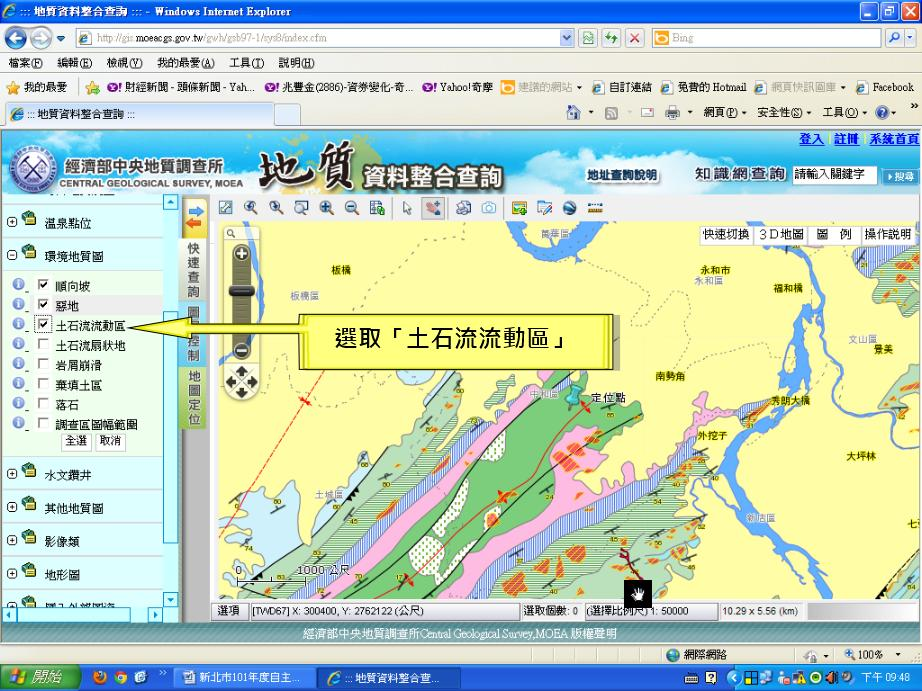 ::: 地質資料整合查詢 ::: - Windows Internet Explorer
http://gis.moeacgs.gov.tw/gwh/gsb97-1/sys8/index.cfm
Bing
檔案(F) 編輯(E) 檢視(V) 我的最愛(A) 工具(T) 說明(H)
我的最愛 財經新聞 - 頭條新聞 - Yah... 兆豐金(2886)-資券變化-奇... Yahoo!奇摩 建議的網站 自訂連結 免費的 Hotmail 網頁快訊圖庫 Facebook
::: 地質資料整合查詢 :::
網頁(P) 安全性(S) 工具(O)
登入 註冊 系統首頁
經濟部中央地質調查所
CENTRAL GEOLOGICAL SURVEY, MOEA
地質資料整合查詢
地址查詢說明 知識網查詢 請輸入關鍵字 搜尋
溫泉點位
環境地質圖
順向坡
惡地
土石流流動區
土石流扇狀地
岩屑崩滑
棄填土區
落石
調查區圖幅範圍
全選 取消
水文鑽井
其他地質圖
影像類
地形圖
快速查詢
控制
地圖定位
快速切換 3D地圖 圖 例 操作說明
選取「土石流流動區」
萬華區
板橋
板橋區
永和市
永和區
福和橋
文山區
景美
南勢角
中和區
定位點
秀朗大橋
外挖子
大坪林
土城區
新店區
七
0 1000 公尺
選項 [TWD67] X: 300400, Y: 2762122 (公尺) 選取個數: 0 (選擇比例尺) 1: 50000 10.29 x 5.56 (km)
經濟部中央地質調查所Central Geological Survey,MOEA 版權聲明
網際網路 100%
開始 新北市101年度自主... ::: 地質資料整合查... 下午 09:48